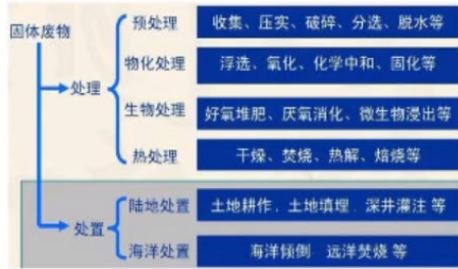 固体废物
处理
预处理
收集、压实、破碎、分选、脱水等
物化处理
浮选、氧化、化学中和、固化等
生物处理
好氧堆肥、厌氧消化、微生物浸出等
热处理
干燥、焚烧、热解、焙烧等
处置
陆地处置
土地耕作、土地填埋、深井灌注 等
海洋处置
海洋倾倒、远洋焚烧 等